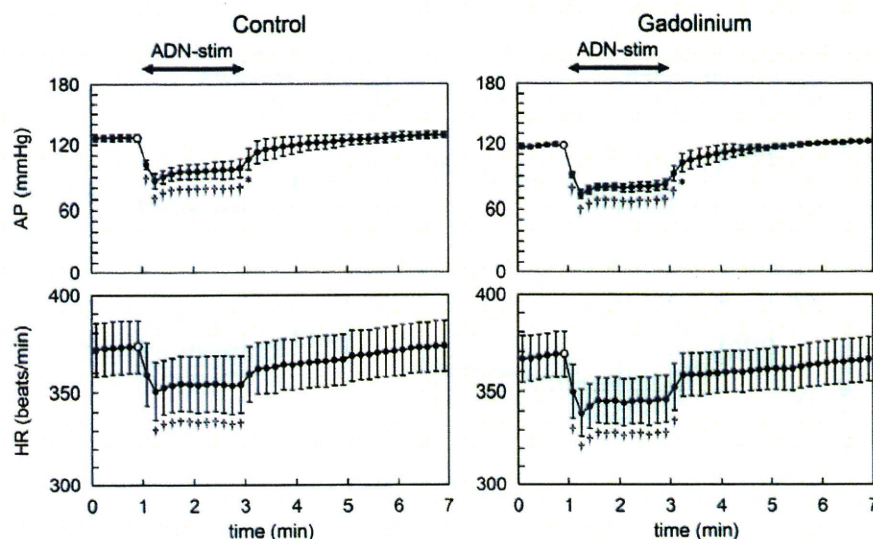 Control
Gadolinium
ADN-stim
ADN-stim
180
120
60
0
AP (mmHg)
† † † † † † † † † † † † *
180
120
60
0
† † † † † † † † † † † † † *
400
350
300
HR (beats/min)
† † † † † † † † † † †
400
350
300
† † † † † † † † † † † † †
0 1 2 3 4 5 6 7
time (min)
0 1 2 3 4 5 6 7
time (min)